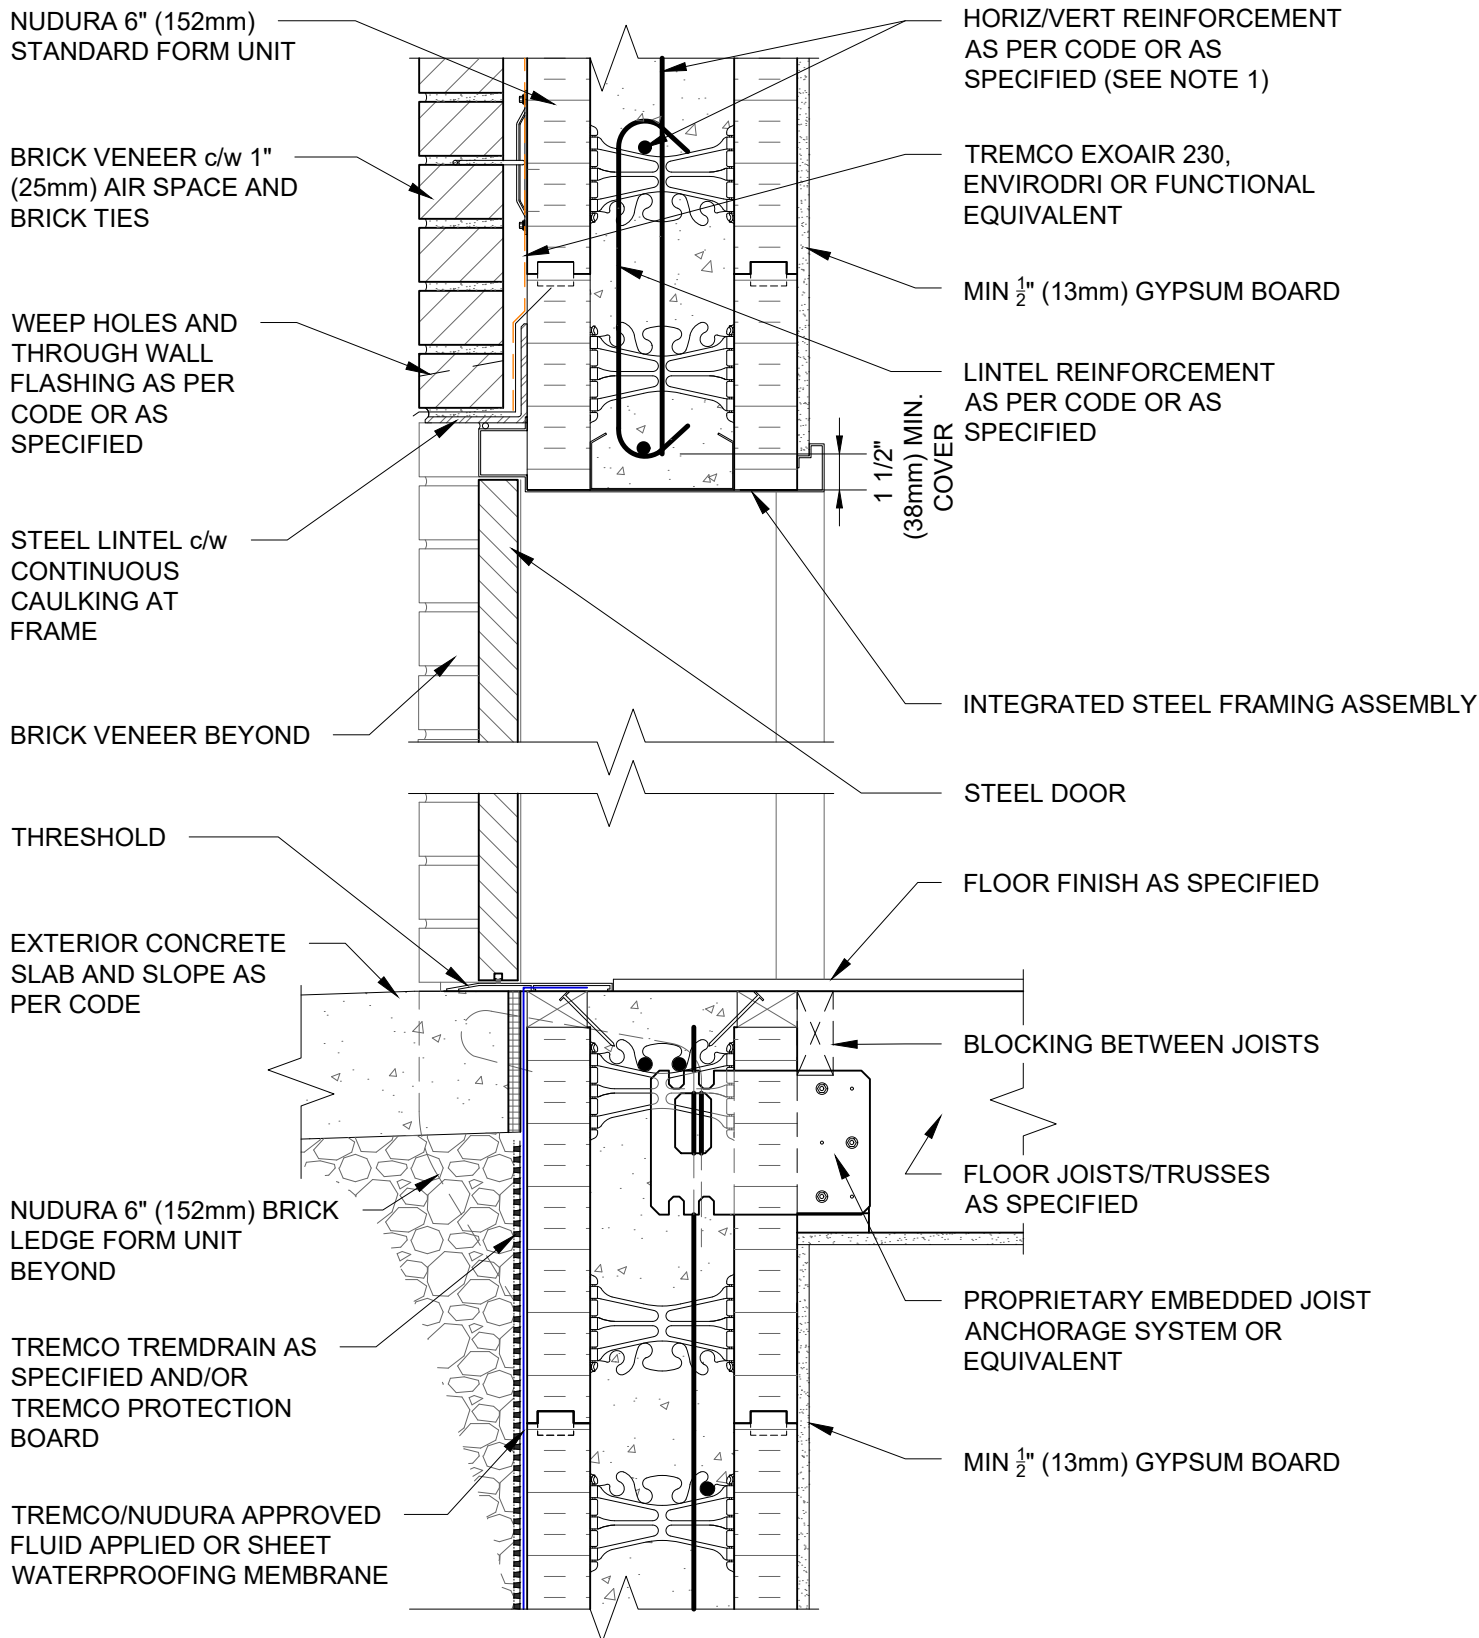 NUDURA 6" (152mm)
STANDARD FORM UNIT
BRICK VENEER c/w 1"
(25mm) AIR SPACE AND
BRICK TIES
WEEP HOLES AND
THROUGH WALL
FLASHING AS PER
CODE OR AS
SPECIFIED
STEEL LINTEL c/w
CONTINUOUS
CAULKING AT
FRAME
BRICK VENEER BEYOND
THRESHOLD
EXTERIOR CONCRETE
SLAB AND SLOPE AS
PER CODE
NUDURA 6" (152mm) BRICK
LEDGE FORM UNIT
BEYOND
TREMCO TREMDRAIN AS
SPECIFIED AND/OR
TREMCO PROTECTION
BOARD
TREMCO/NUDURA APPROVED
FLUID APPLIED OR SHEET
WATERPROOFING MEMBRANE
HORIZ/VERT REINFORCEMENT
AS PER CODE OR AS
SPECIFIED (SEE NOTE 1)
TREMCO EXOAIR 230,
ENVIRODRI OR FUNCTIONAL
EQUIVALENT
MIN 1/2" (13mm) GYPSUM BOARD
LINTEL REINFORCEMENT
AS PER CODE OR AS
SPECIFIED
1 1/2"
(38mm) MIN.
COVER
INTEGRATED STEEL FRAMING ASSEMBLY
STEEL DOOR
FLOOR FINISH AS SPECIFIED
BLOCKING BETWEEN JOISTS
FLOOR JOISTS/TRUSSES
AS SPECIFIED
PROPRIETARY EMBEDDED JOIST
ANCHORAGE SYSTEM OR
EQUIVALENT
MIN 1/2" (13mm) GYPSUM BOARD